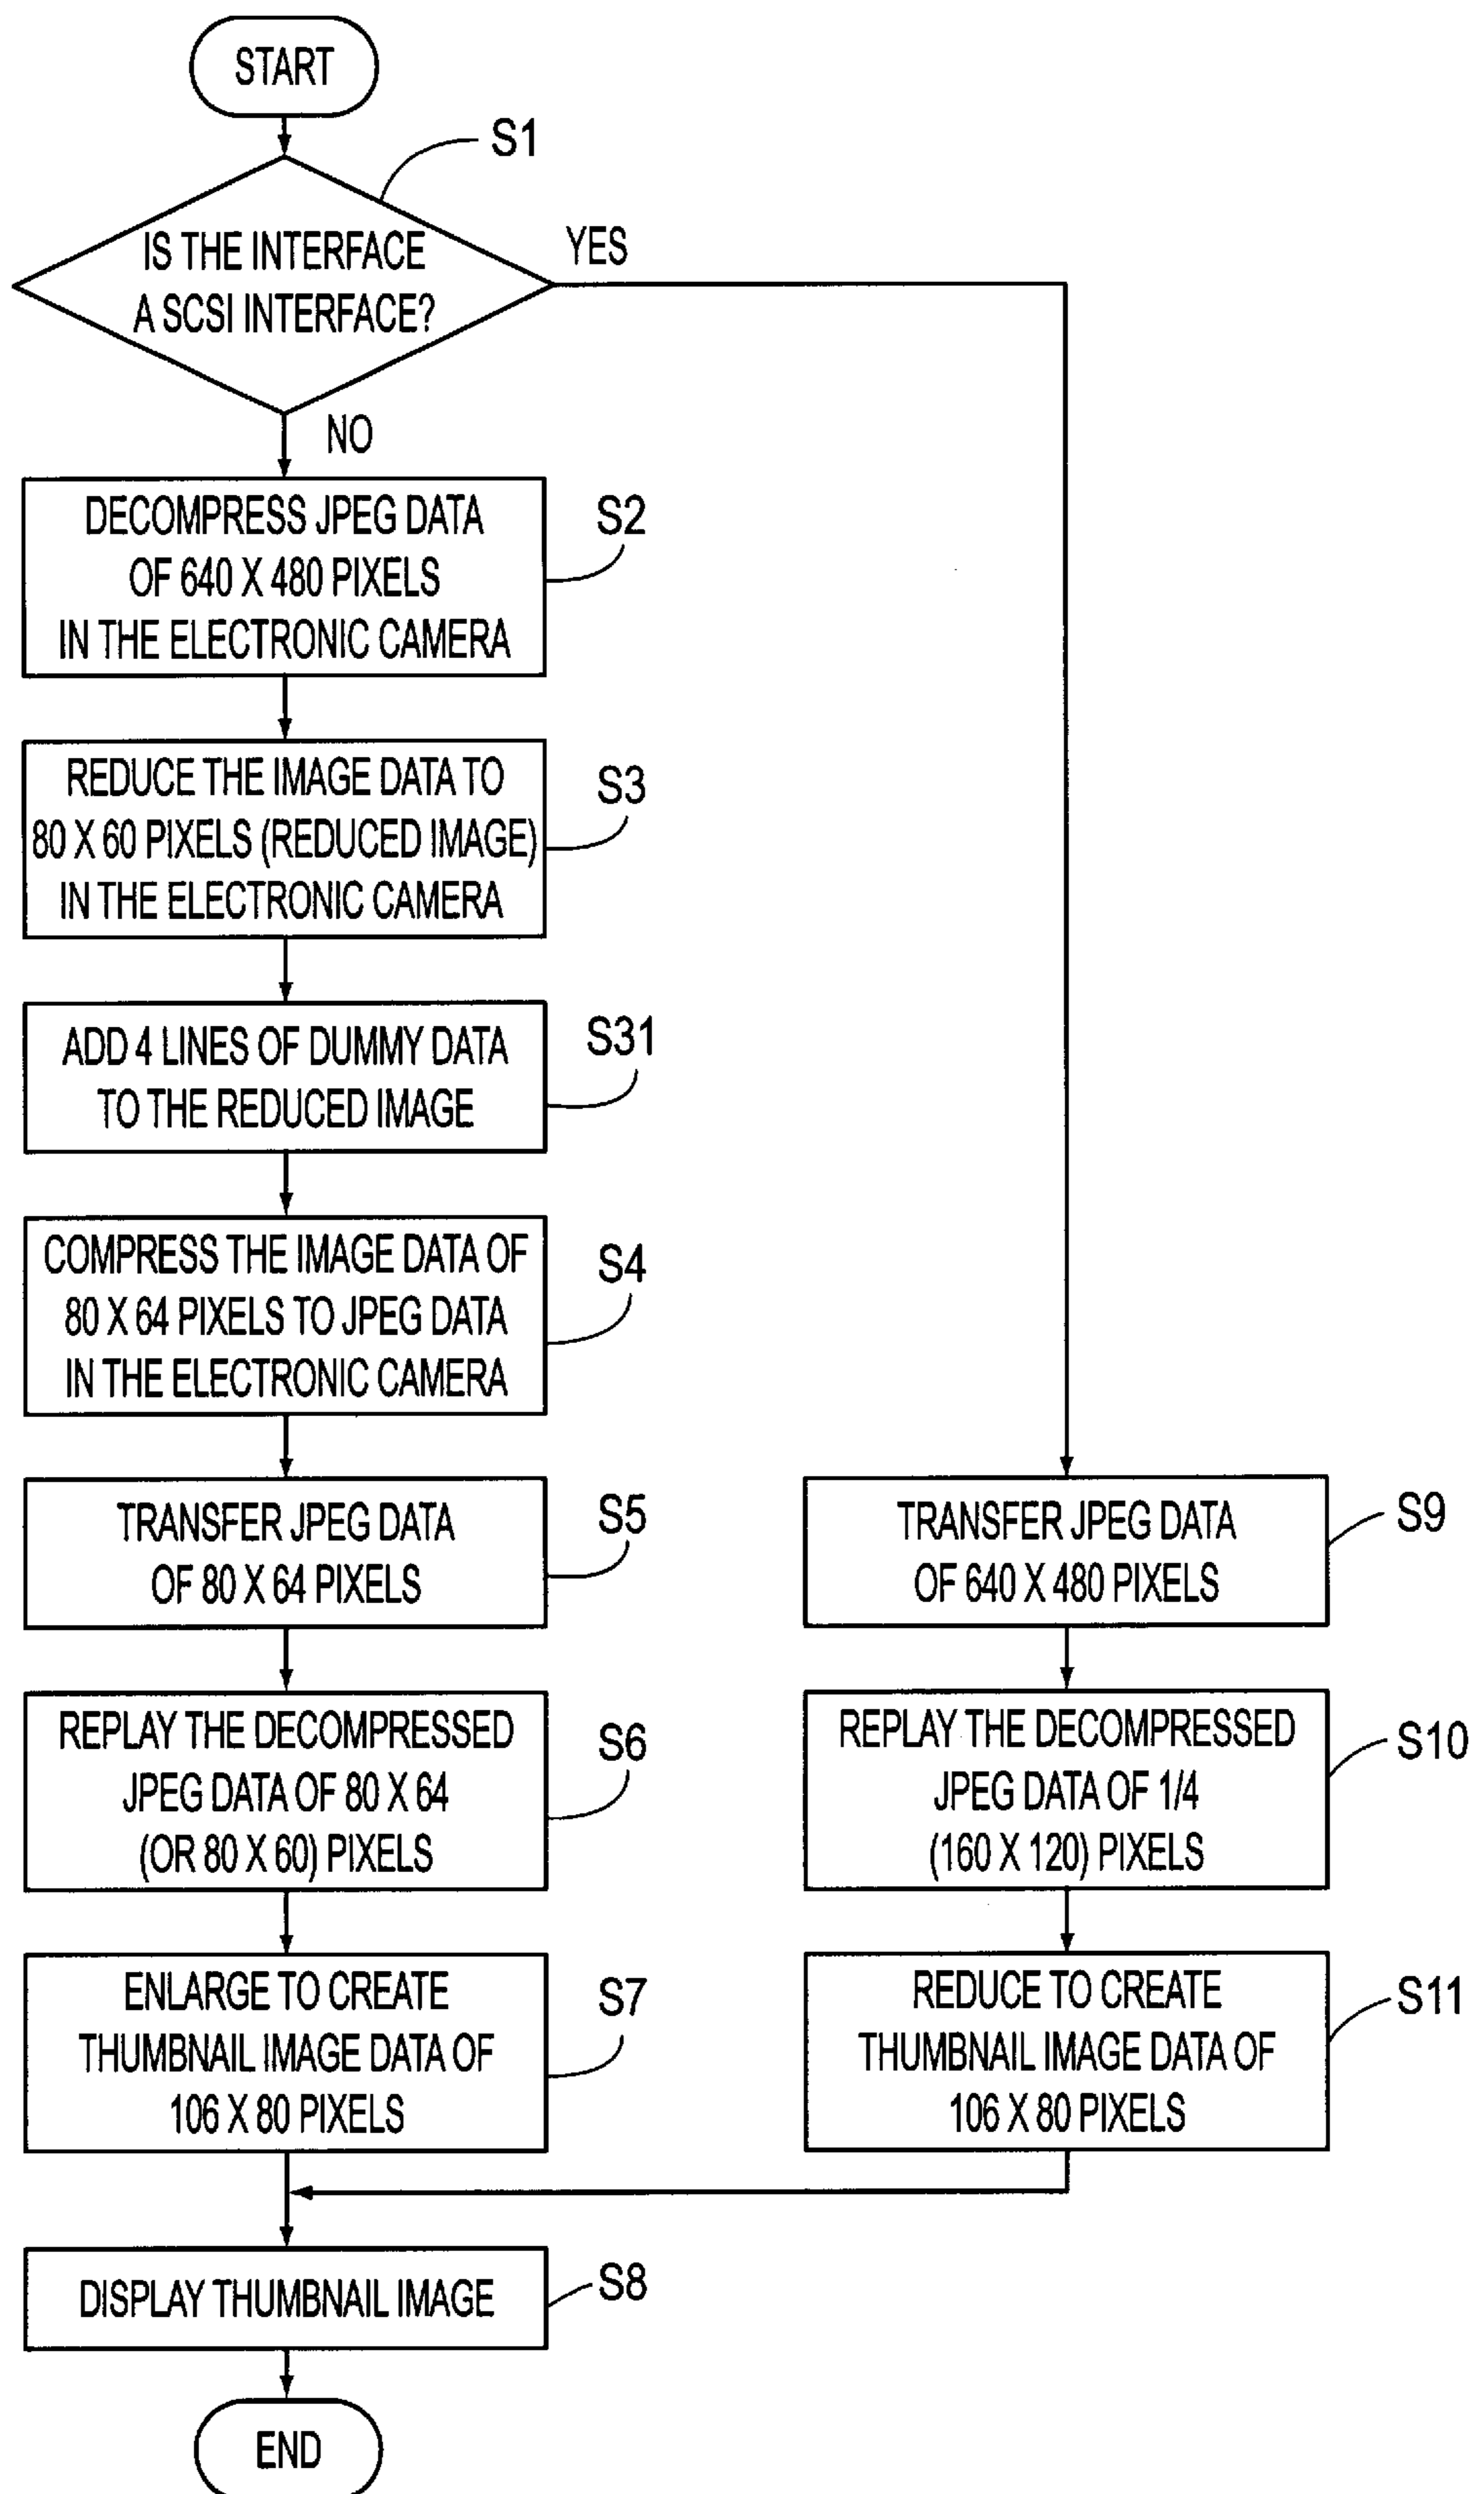 START
S1
IS THE INTERFACE
A SCSI INTERFACE?
YES
NO
DECOMPRESS JPEG DATA
OF 640 X 480 PIXELS
IN THE ELECTRONIC CAMERA
S2
REDUCE THE IMAGE DATA TO
80 X 60 PIXELS (REDUCED IMAGE)
IN THE ELECTRONIC CAMERA
S3
ADD 4 LINES OF DUMMY DATA
TO THE REDUCED IMAGE
S31
COMPRESS THE IMAGE DATA OF
80 X 64 PIXELS TO JPEG DATA
IN THE ELECTRONIC CAMERA
S4
TRANSFER JPEG DATA
OF 80 X 64 PIXELS
S5
REPLAY THE DECOMPRESSED
JPEG DATA OF 80 X 64
(OR 80 X 60) PIXELS
S6
ENLARGE TO CREATE
THUMBNAIL IMAGE DATA OF
106 X 80 PIXELS
S7
TRANSFER JPEG DATA
OF 640 X 480 PIXELS
S9
REPLAY THE DECOMPRESSED
JPEG DATA OF 1/4
(160 X 120) PIXELS
S10
REDUCE TO CREATE
THUMBNAIL IMAGE DATA OF
106 X 80 PIXELS
S11
DISPLAY THUMBNAIL IMAGE
S8
END